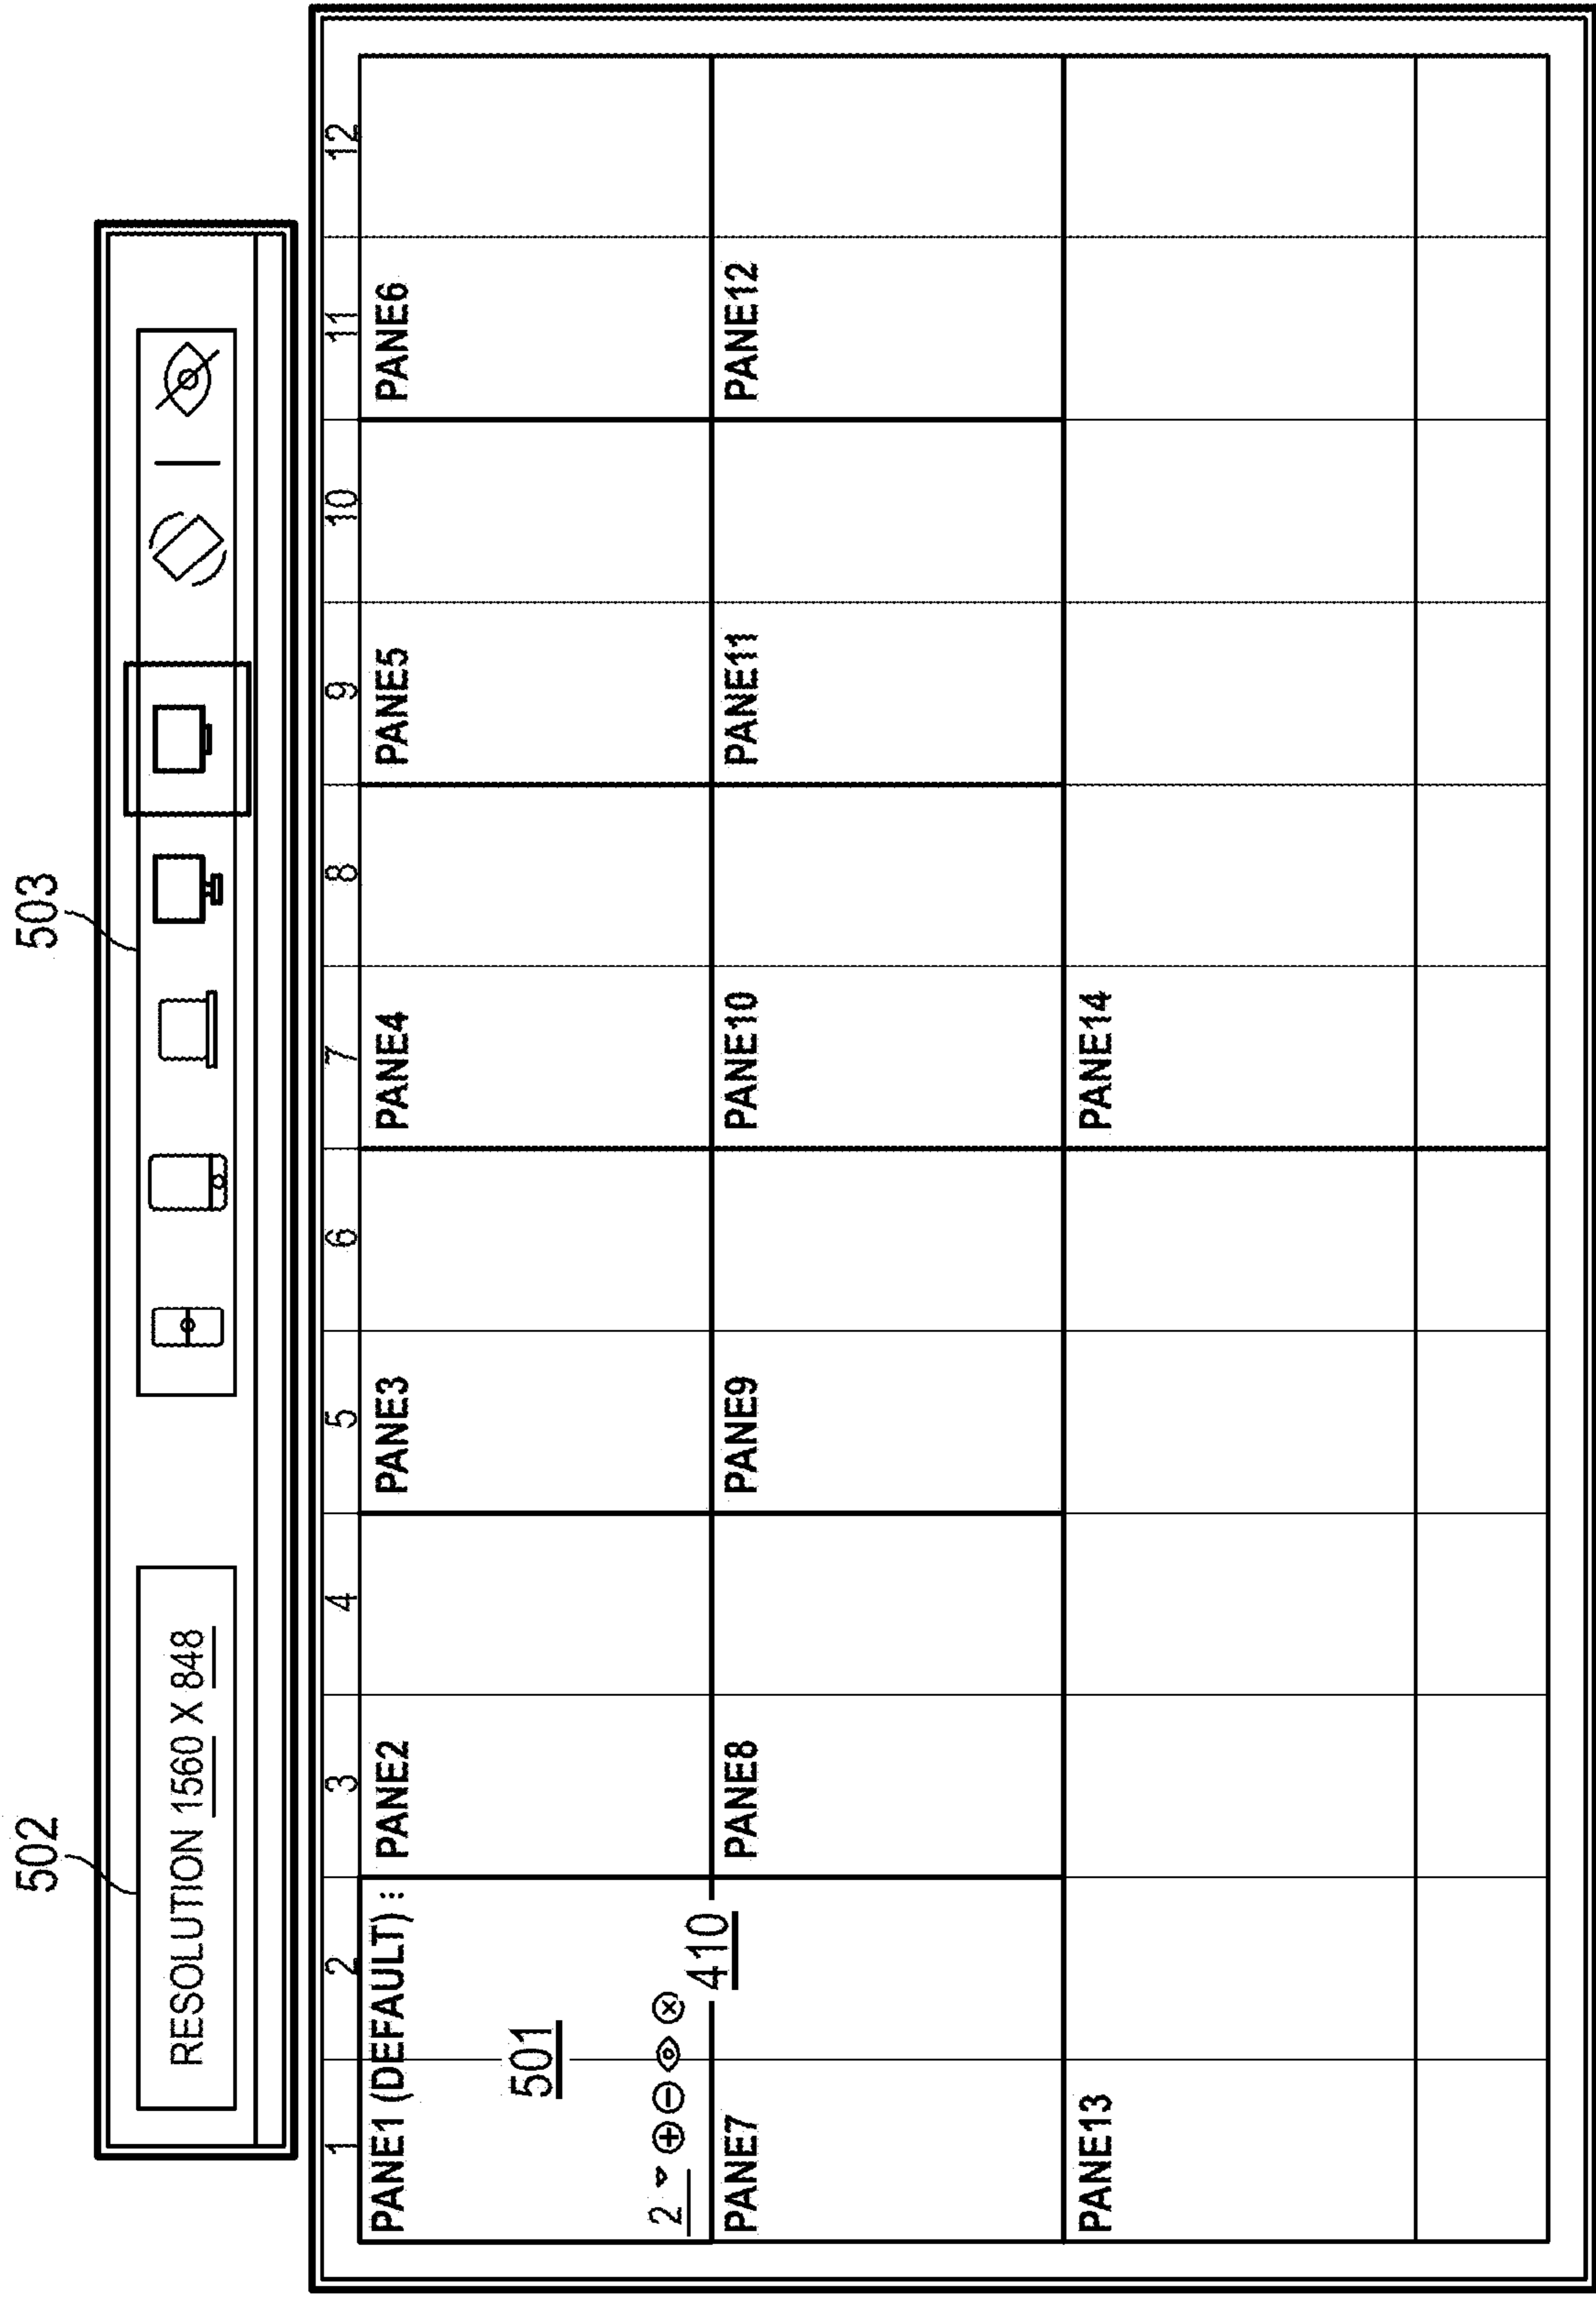 502
503
RESOLUTION 1560 X 848
1 2 3 4 5 6 7 8 9 10 11 12
PANE1 (DEFAULT) : PANE2 PANE3 PANE4 PANE5 PANE6
501
2
410
PANE7 PANE8 PANE9 PANE10 PANE11 PANE12
PANE13 PANE14